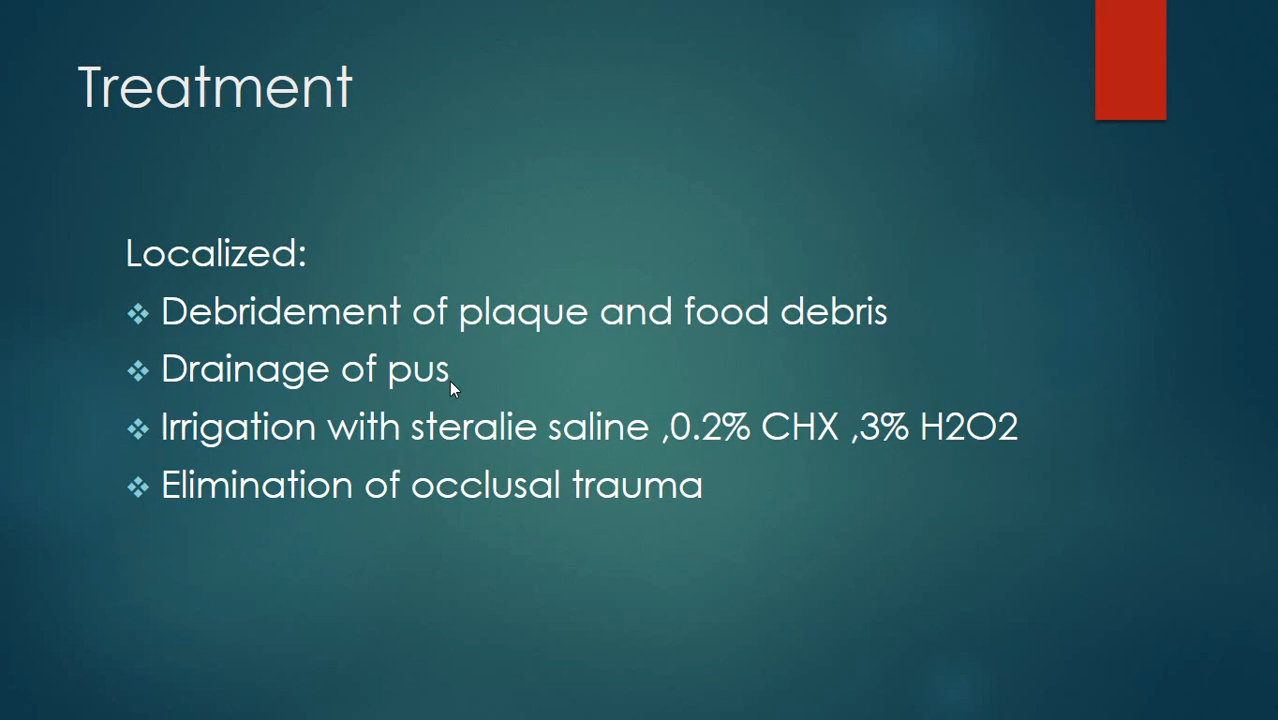 Treatment
Localized:
❖ Debridement of plaque and food debris
❖ Drainage of pus
❖ Irrigation with steralie saline ,0.2% CHX ,3% H2O2
❖ Elimination of occlusal trauma